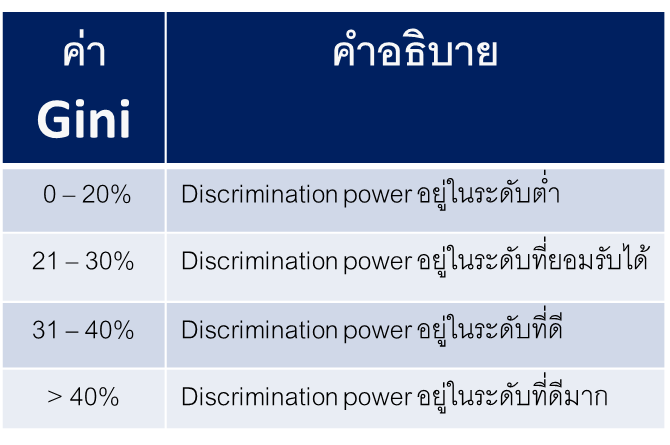 ค่า Gini
คำอธิบาย
0 – 20% Discrimination power อยู่ในระดับต่ำ
21 – 30% Discrimination power อยู่ในระดับที่ยอมรับได้
31 – 40% Discrimination power อยู่ในระดับที่ดี
> 40% Discrimination power อยู่ในระดับที่ดีมาก